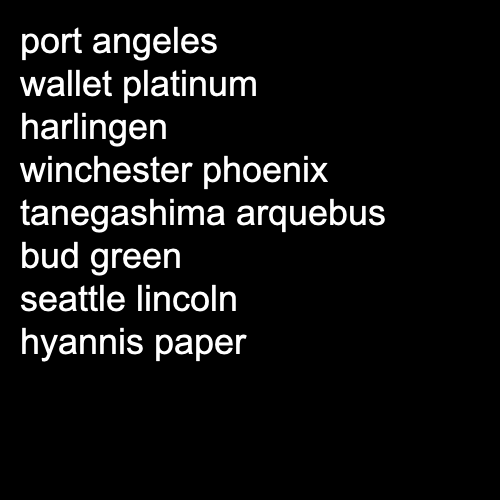 port angeles
wallet platinum
harlingen
winchester phoenix
tanegashima arquebus
bud green
seattle lincoln
hyannis paper